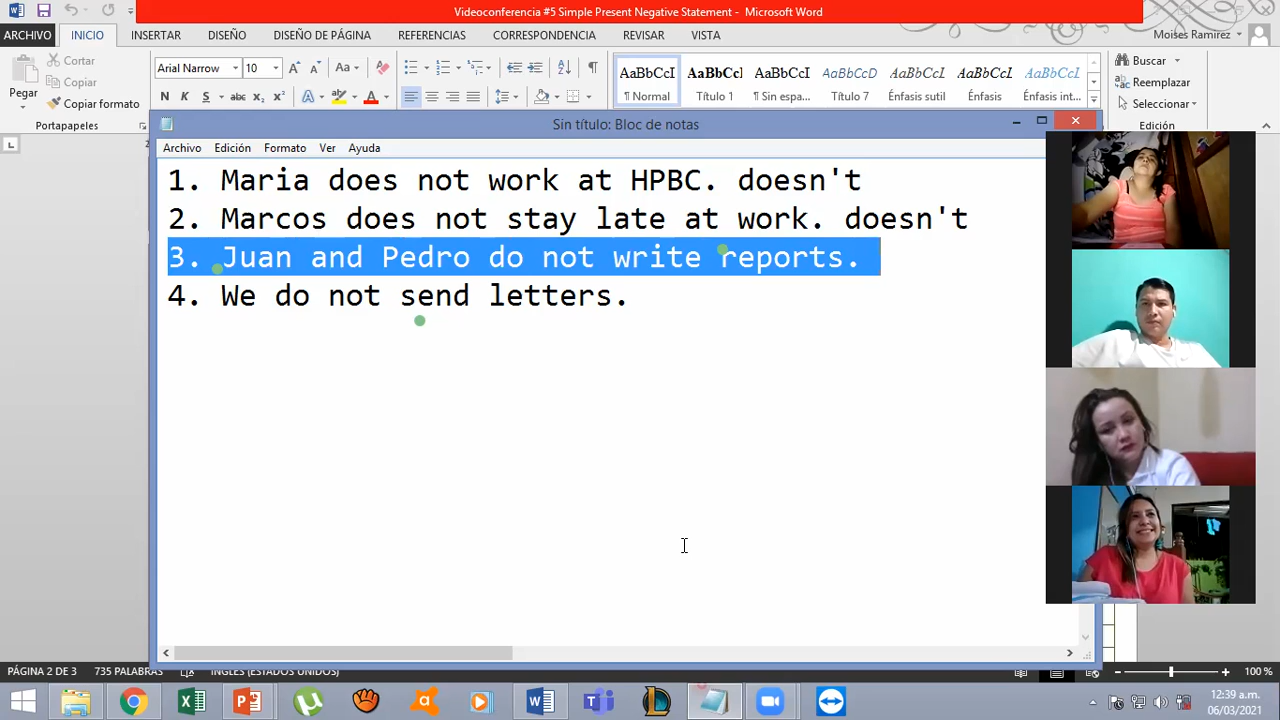 Videoconferencia #5 Simple Present Negative Statement - Microsoft Word
ARCHIVO INICIO INSERTAR DISEÑO DISEÑO DE PÁGINA REFERENCIAS CORRESPONDENCIA REVISAR VISTA Moises Ramirez
Pegar
Cortar
Copiar
Copiar formato
Portapapeles
Arial Narrow 10
N K S abc x₂ x²
AaBbCcI AaBbCcI AaBbCcI AaBbCcD AaBbCcI AaBbCcI AaBbCcI
¶ Normal Título 1 ¶ Sin espa... Título 7 Énfasis sutil Énfasis Énfasis int...
Buscar
Reemplazar
Seleccionar
Edición
Sin título: Bloc de notas
Archivo Edición Formato Ver Ayuda
1. Maria does not work at HPBC. doesn't
2. Marcos does not stay late at work. doesn't
3. Juan and Pedro do not write reports.
4. We do not send letters.
PÁGINA 2 DE 3 735 PALABRAS INGLÉS (ESTADOS UNIDOS) 100 %
12:39 a.m.
06/03/2021